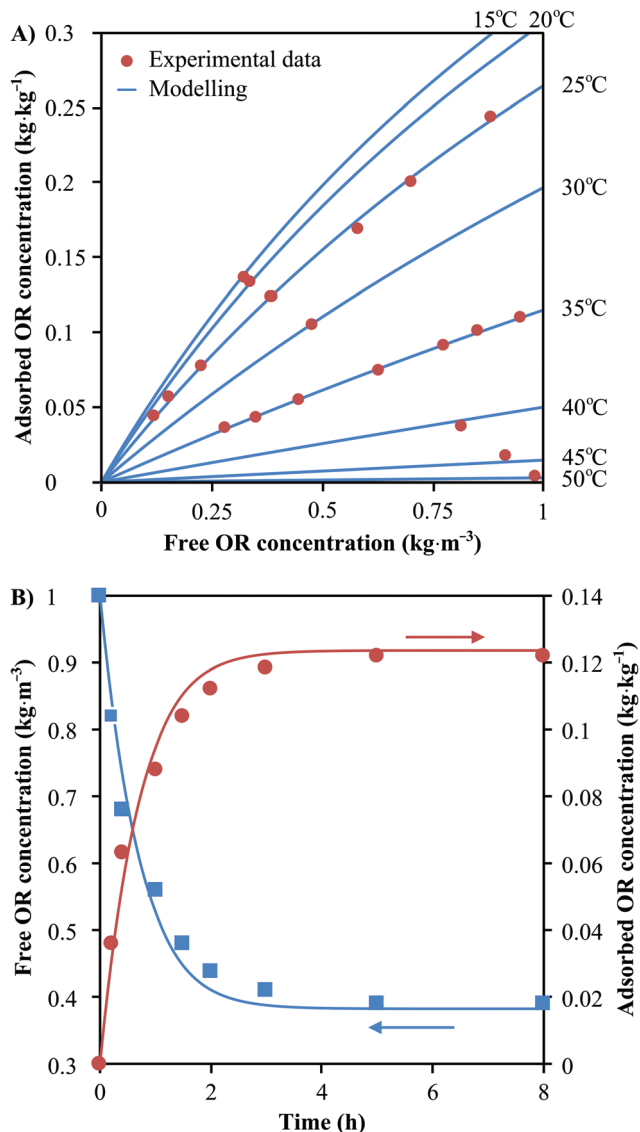 A)
15°C 20°C
0.3
Experimental data
Modelling
25°C
0.25
0.2
30°C
0.15
35°C
0.1
40°C
0.05
45°C
50°C
0
0 0.25 0.5 0.75 1
Adsorbed OR concentration (kg·kg⁻¹)
Free OR concentration (kg·m⁻³)
B)
1
0.9
0.8
0.7
0.6
0.5
0.4
0.3
Free OR concentration (kg·m⁻³)
0.14
0.12
0.1
0.08
0.06
0.04
0.02
0
Adsorbed OR concentration (kg·kg⁻¹)
0 2 4 6 8
Time (h)